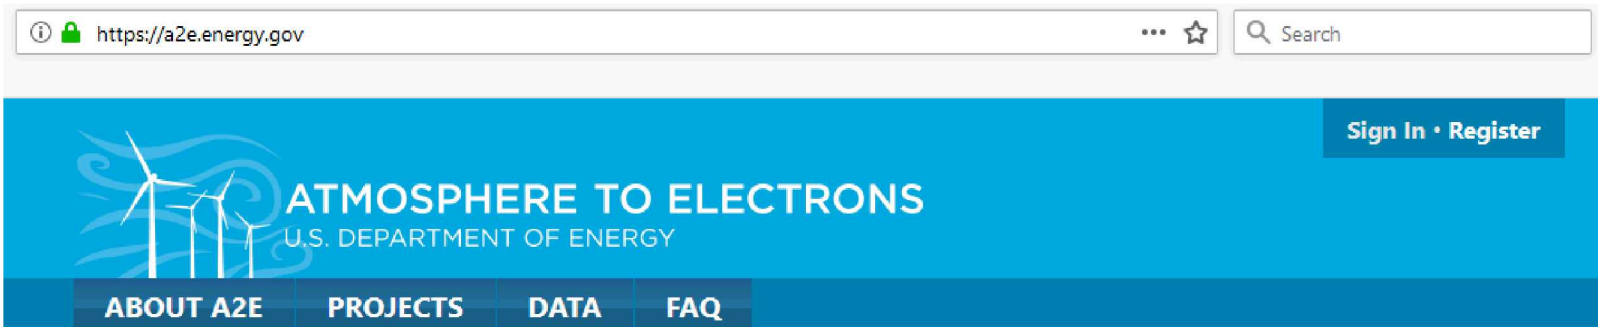 https://a2e.energy.gov
Search
Sign In • Register
ATMOSPHERE TO ELECTRONS
U.S. DEPARTMENT OF ENERGY
ABOUT A2E PROJECTS DATA FAQ